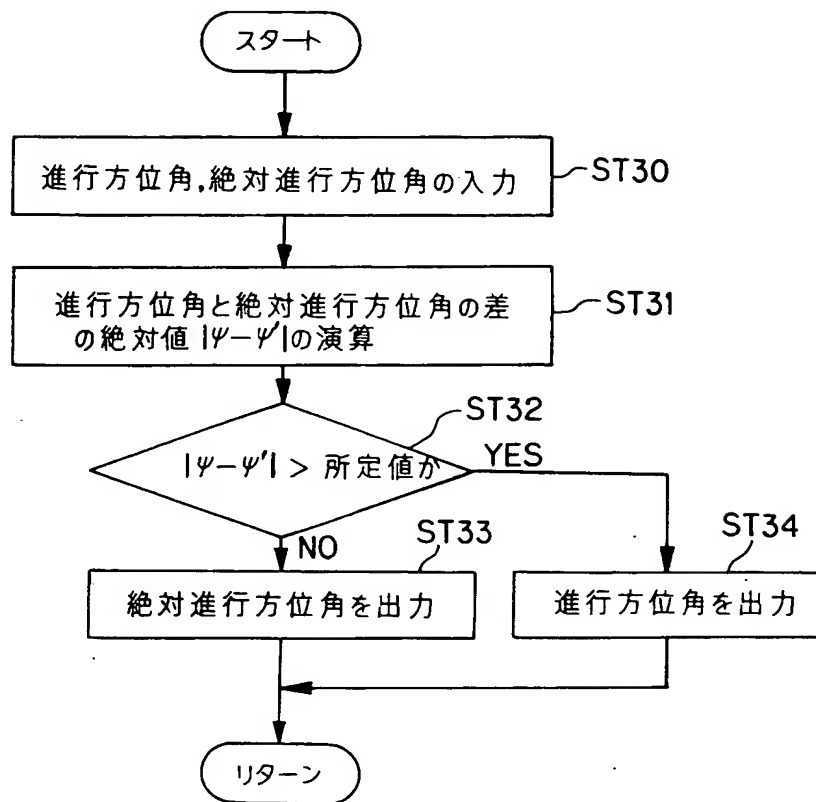 スタート
進行方位角,絶対進行方位角の入力
ST30
進行方位角と絶対進行方位角の差
の絶対値 |ψ-ψ'|の演算
ST31
ST32
|ψ-ψ'| > 所定値か
YES
NO
ST33
ST34
絶対進行方位角を出力
進行方位角を出力
リターン